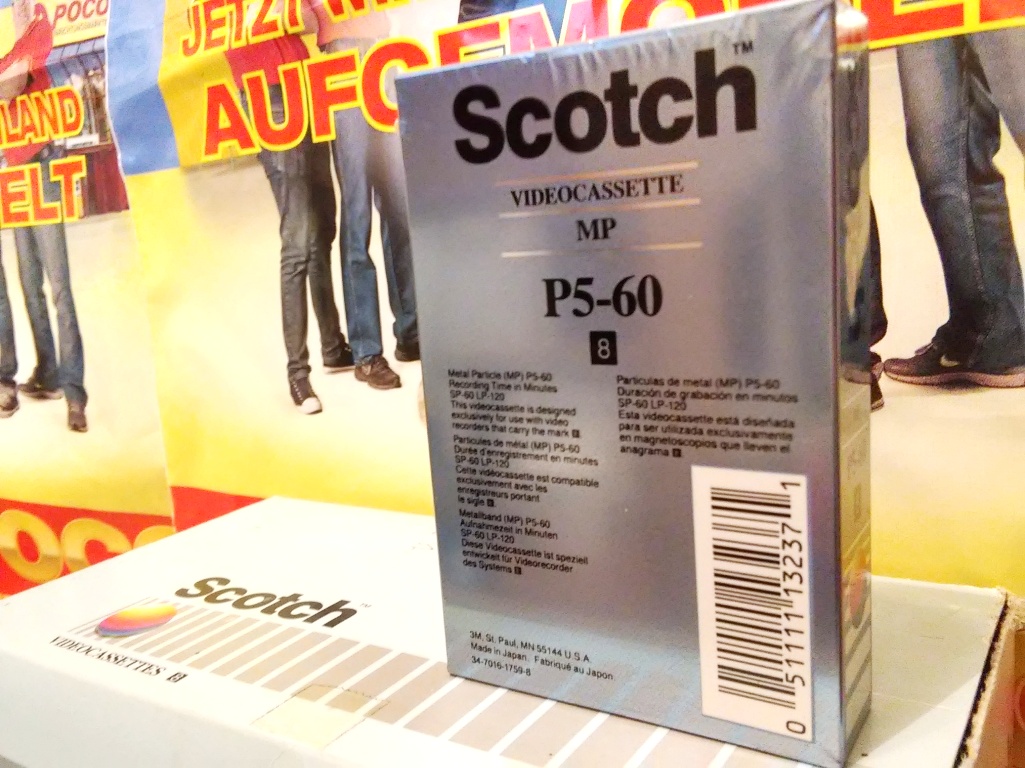 POCO
JETZT
AUFGEM
LAND
ELT
Scotch™
VIDEOCASSETTE
MP
P5-60
8
Metal Particle (MP) P5-60
Recording Time in Minutes
SP-60 LP-120
This videocassette is designed
exclusively for use with video
recorders that carry the mark 8.
Particules de métal (MP) P5-60
Durée d'enregistrement en minutes
SP-60 LP-120
Cette vidéocassette est compatible
exclusivement avec les
enregistreurs portant
le sigle 8.
Metallband (MP) P5-60
Aufnahmezeit in Minuten
SP-60 LP-120
Diese Videocassette ist speziell
entwickelt für Videorecorder
des Systems 8.
Partículas de metal (MP) P5-60
Duración de grabación en minutos
SP-60 LP-120
Esta videocassette está diseñada
para ser utilizada exclusivamente
en magnetoscopios que lleven el
anagrama 8.
3M, St. Paul, MN 55144 U.S.A.
Made in Japan. Fabriqué au Japon
34-7016-1759-8
0 51111 13237 1
Scotch™
VIDEOCASSETTES 8
OCO